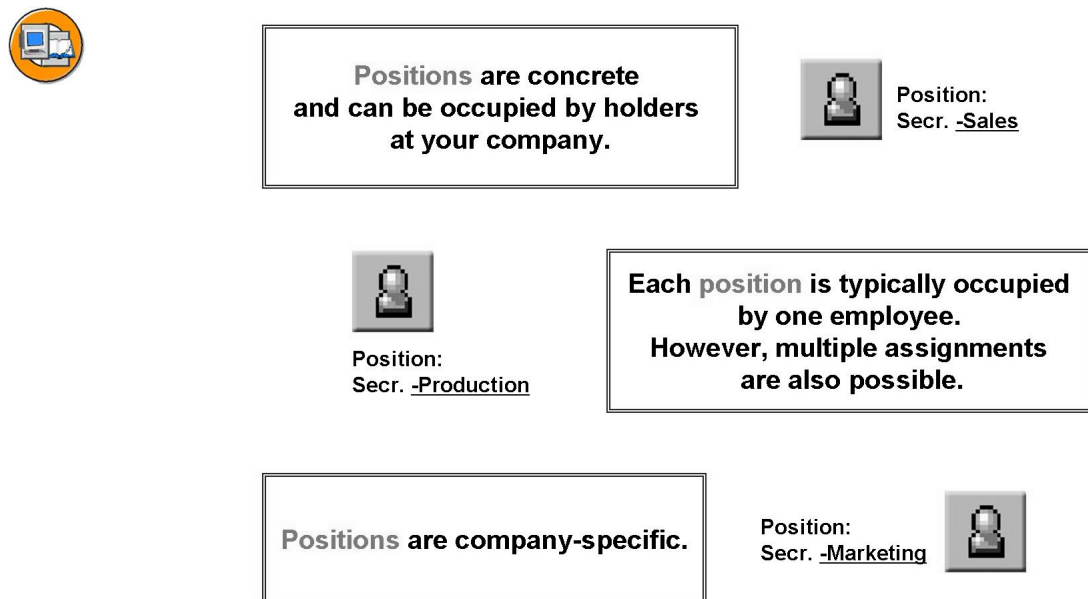 Positions are concrete
and can be occupied by holders
at your company.
Position:
Secr. -Sales
Position:
Secr. -Production
Each position is typically occupied
by one employee.
However, multiple assignments
are also possible.
Positions are company-specific.
Position:
Secr. -Marketing